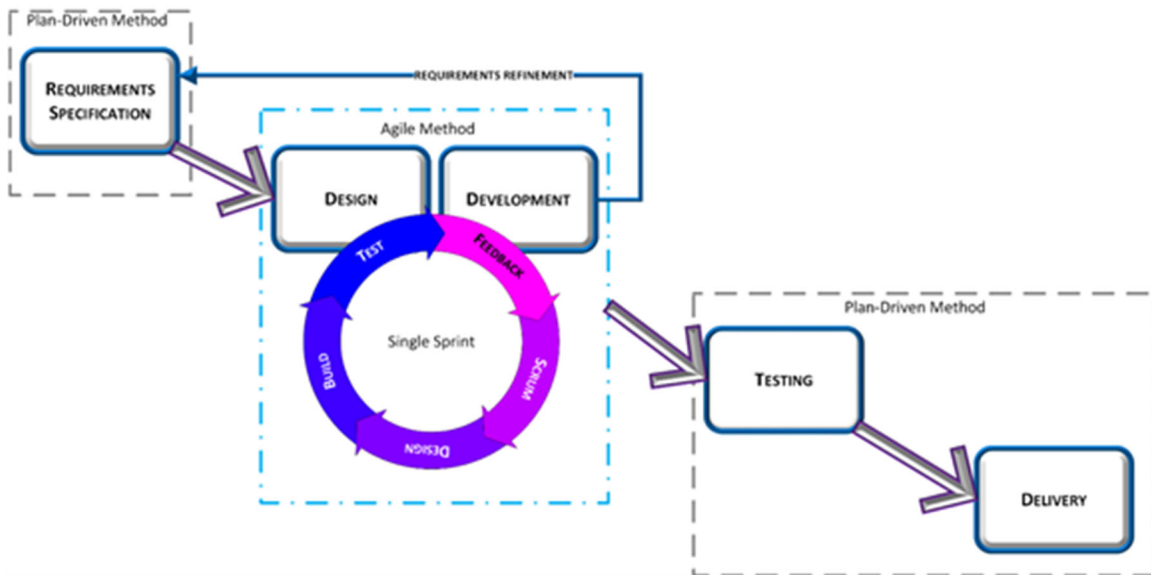 Plan-Driven Method
REQUIREMENTS
SPECIFICATION
REQUIREMENTS REFINEMENT
Agile Method
DESIGN
DEVELOPMENT
TEST
FEEDBACK
Single Sprint
BUILD
SCRUM
DESIGN
Plan-Driven Method
TESTING
DELIVERY